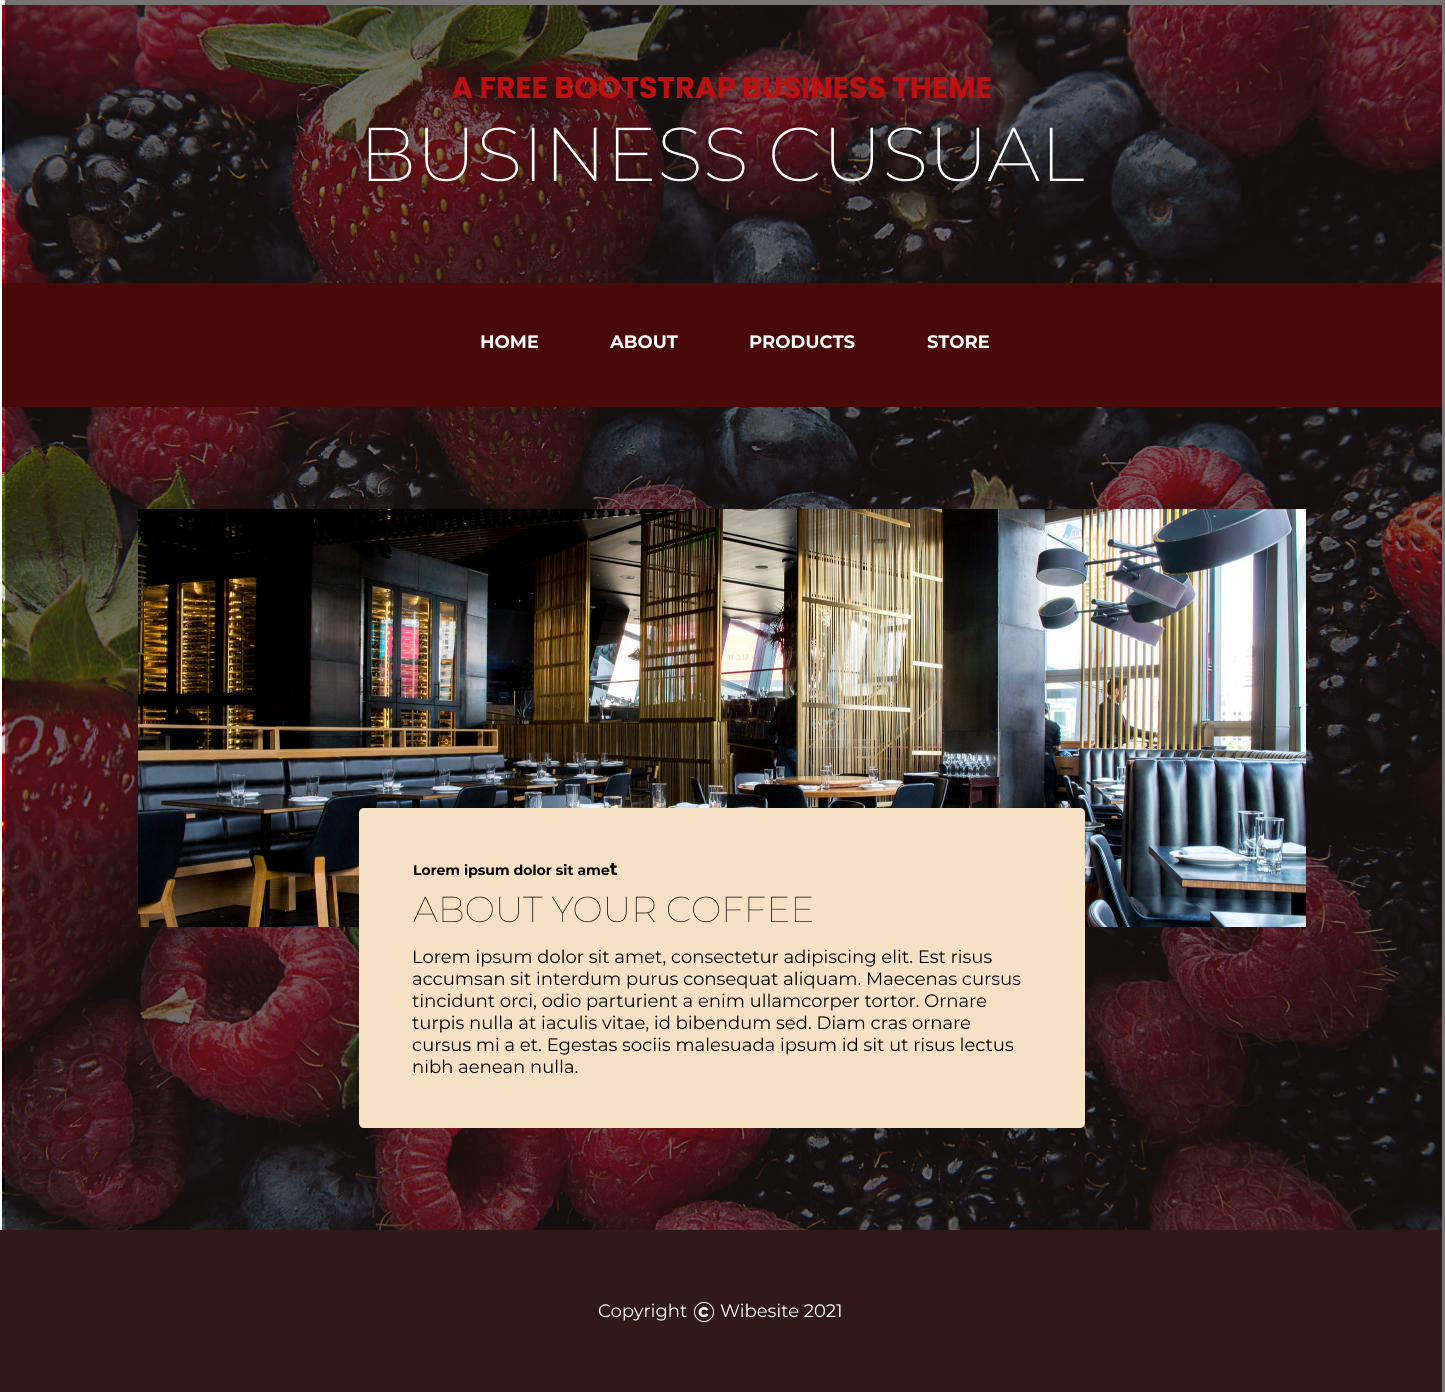 A FREE BOOTSTRAP BUSINESS THEME
BUSINESS CUSUAL
HOME ABOUT PRODUCTS STORE
Lorem ipsum dolor sit amet
ABOUT YOUR COFFEE
Lorem ipsum dolor sit amet, consectetur adipiscing elit. Est risus
accumsan sit interdum purus consequat aliquam. Maecenas cursus
tincidunt orci, odio parturient a enim ullamcorper tortor. Ornare
turpis nulla at iaculis vitae, id bibendum sed. Diam cras ornare
cursus mi a et. Egestas sociis malesuada ipsum id sit ut risus lectus
nibh aenean nulla.
Copyright © Wibesite 2021